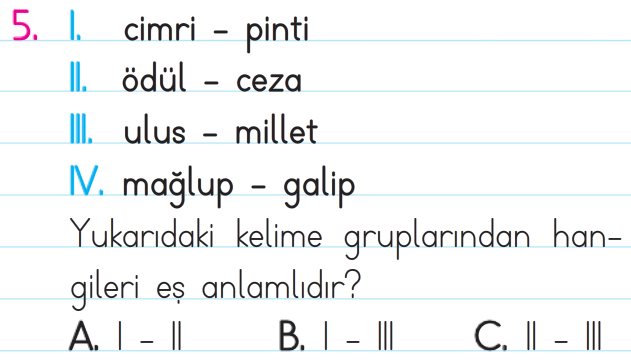 5. I. cimri – pinti
II. ödül – ceza
III. ulus – millet
IV. mağlup – galip
Yukarıdaki kelime gruplarından han-
gileri eş anlamlıdır?
A. I – II B. I – III C. II – III